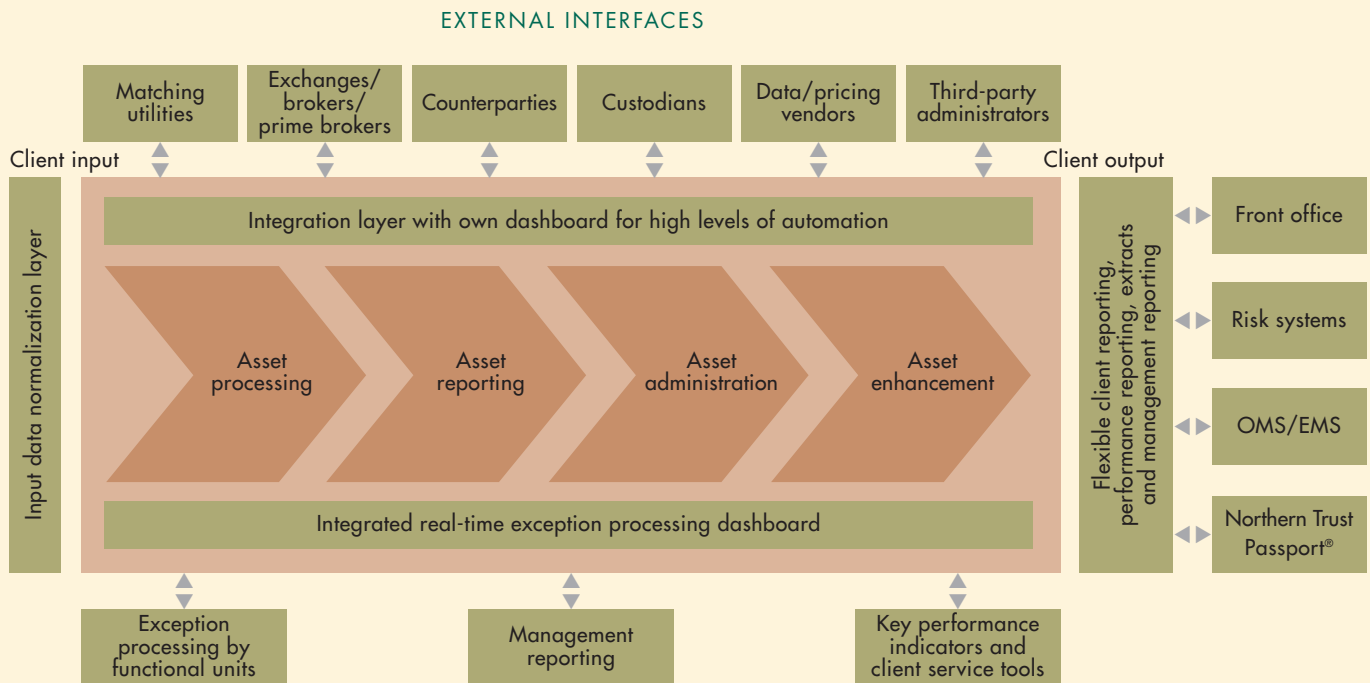 EXTERNAL INTERFACES
Matching
utilities
Exchanges/
brokers/
prime brokers
Counterparties
Custodians
Data/pricing
vendors
Third-party
administrators
Client input
Client output
Input data normalization layer
Integration layer with own dashboard for high levels of automation
Asset
processing
Asset
reporting
Asset
administration
Asset
enhancement
Integrated real-time exception processing dashboard
Flexible client reporting,
performance reporting, extracts
and management reporting
Front office
Risk systems
OMS/EMS
Northern Trust
Passport®
Exception
processing by
functional units
Management
reporting
Key performance
indicators and
client service tools